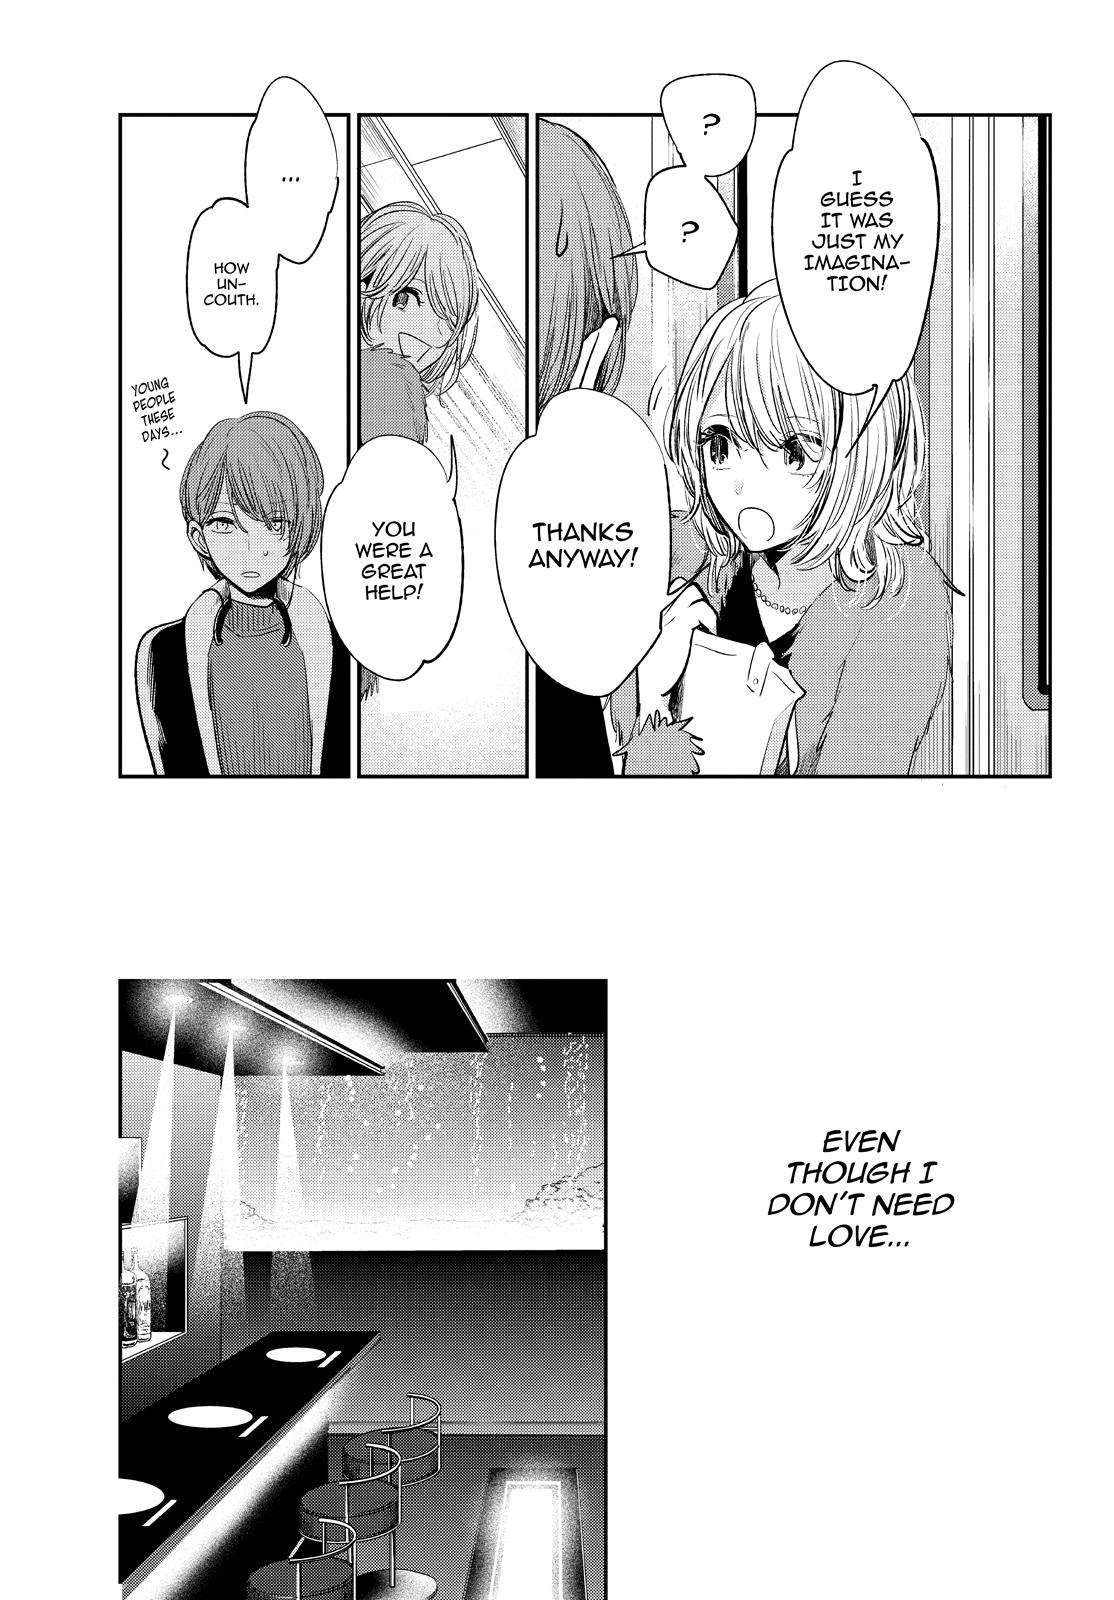 I
GUESS
IT WAS
JUST MY
IMAGINA-
TION!
?
?
THANKS
ANYWAY!
YOU
WERE A
GREAT
HELP!
...
HOW
UN-
COUTH.
YOUNG
PEOPLE
THESE
DAYS...
EVEN
THOUGH I
DON'T NEED
LOVE...